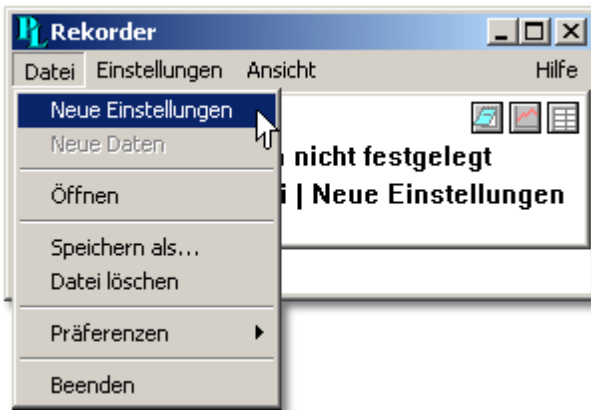 PL Rekorder
Datei Einstellungen Ansicht Hilfe
Neue Einstellungen
Neue Daten
nicht festgelegt
Öffnen
i | Neue Einstellungen
Speichern als...
Datei löschen
Präferenzen
Beenden